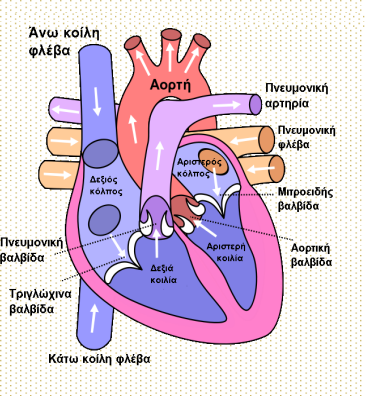 Άνω κοίλη
φλέβα
Αορτή
Πνευμονική
αρτηρία
Πνευμονική
φλέβα
Δεξιός
κόλπος
Αριστερός
κόλπος
Μιτροειδής
βαλβίδα
Πνευμονική
βαλβίδα
Αριστερή
κοιλία
Αορτική
βαλβίδα
Δεξιά
κοιλία
Τριγλώχινα
βαλβίδα
Κάτω κοίλη φλέβα